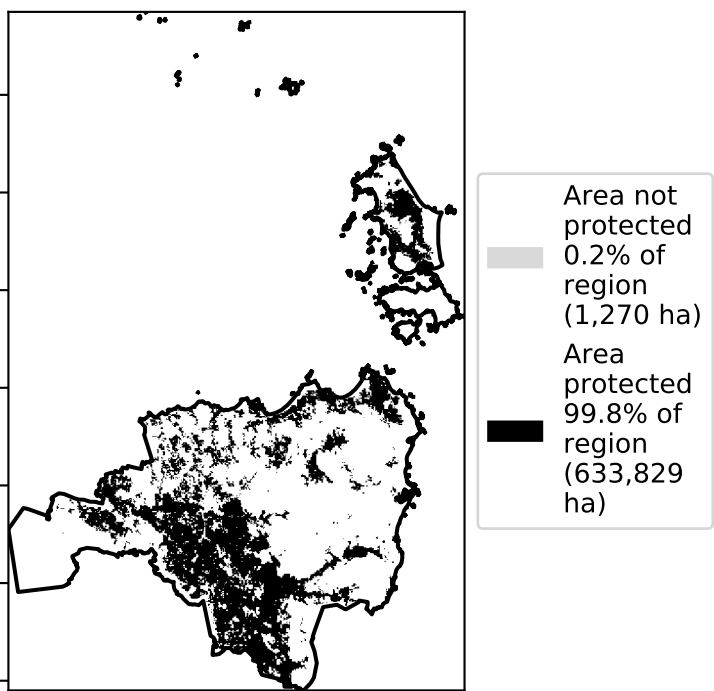 Area not
protected
0.2% of
region
(1,270 ha)
Area
protected
99.8% of
region
(633,829
ha)